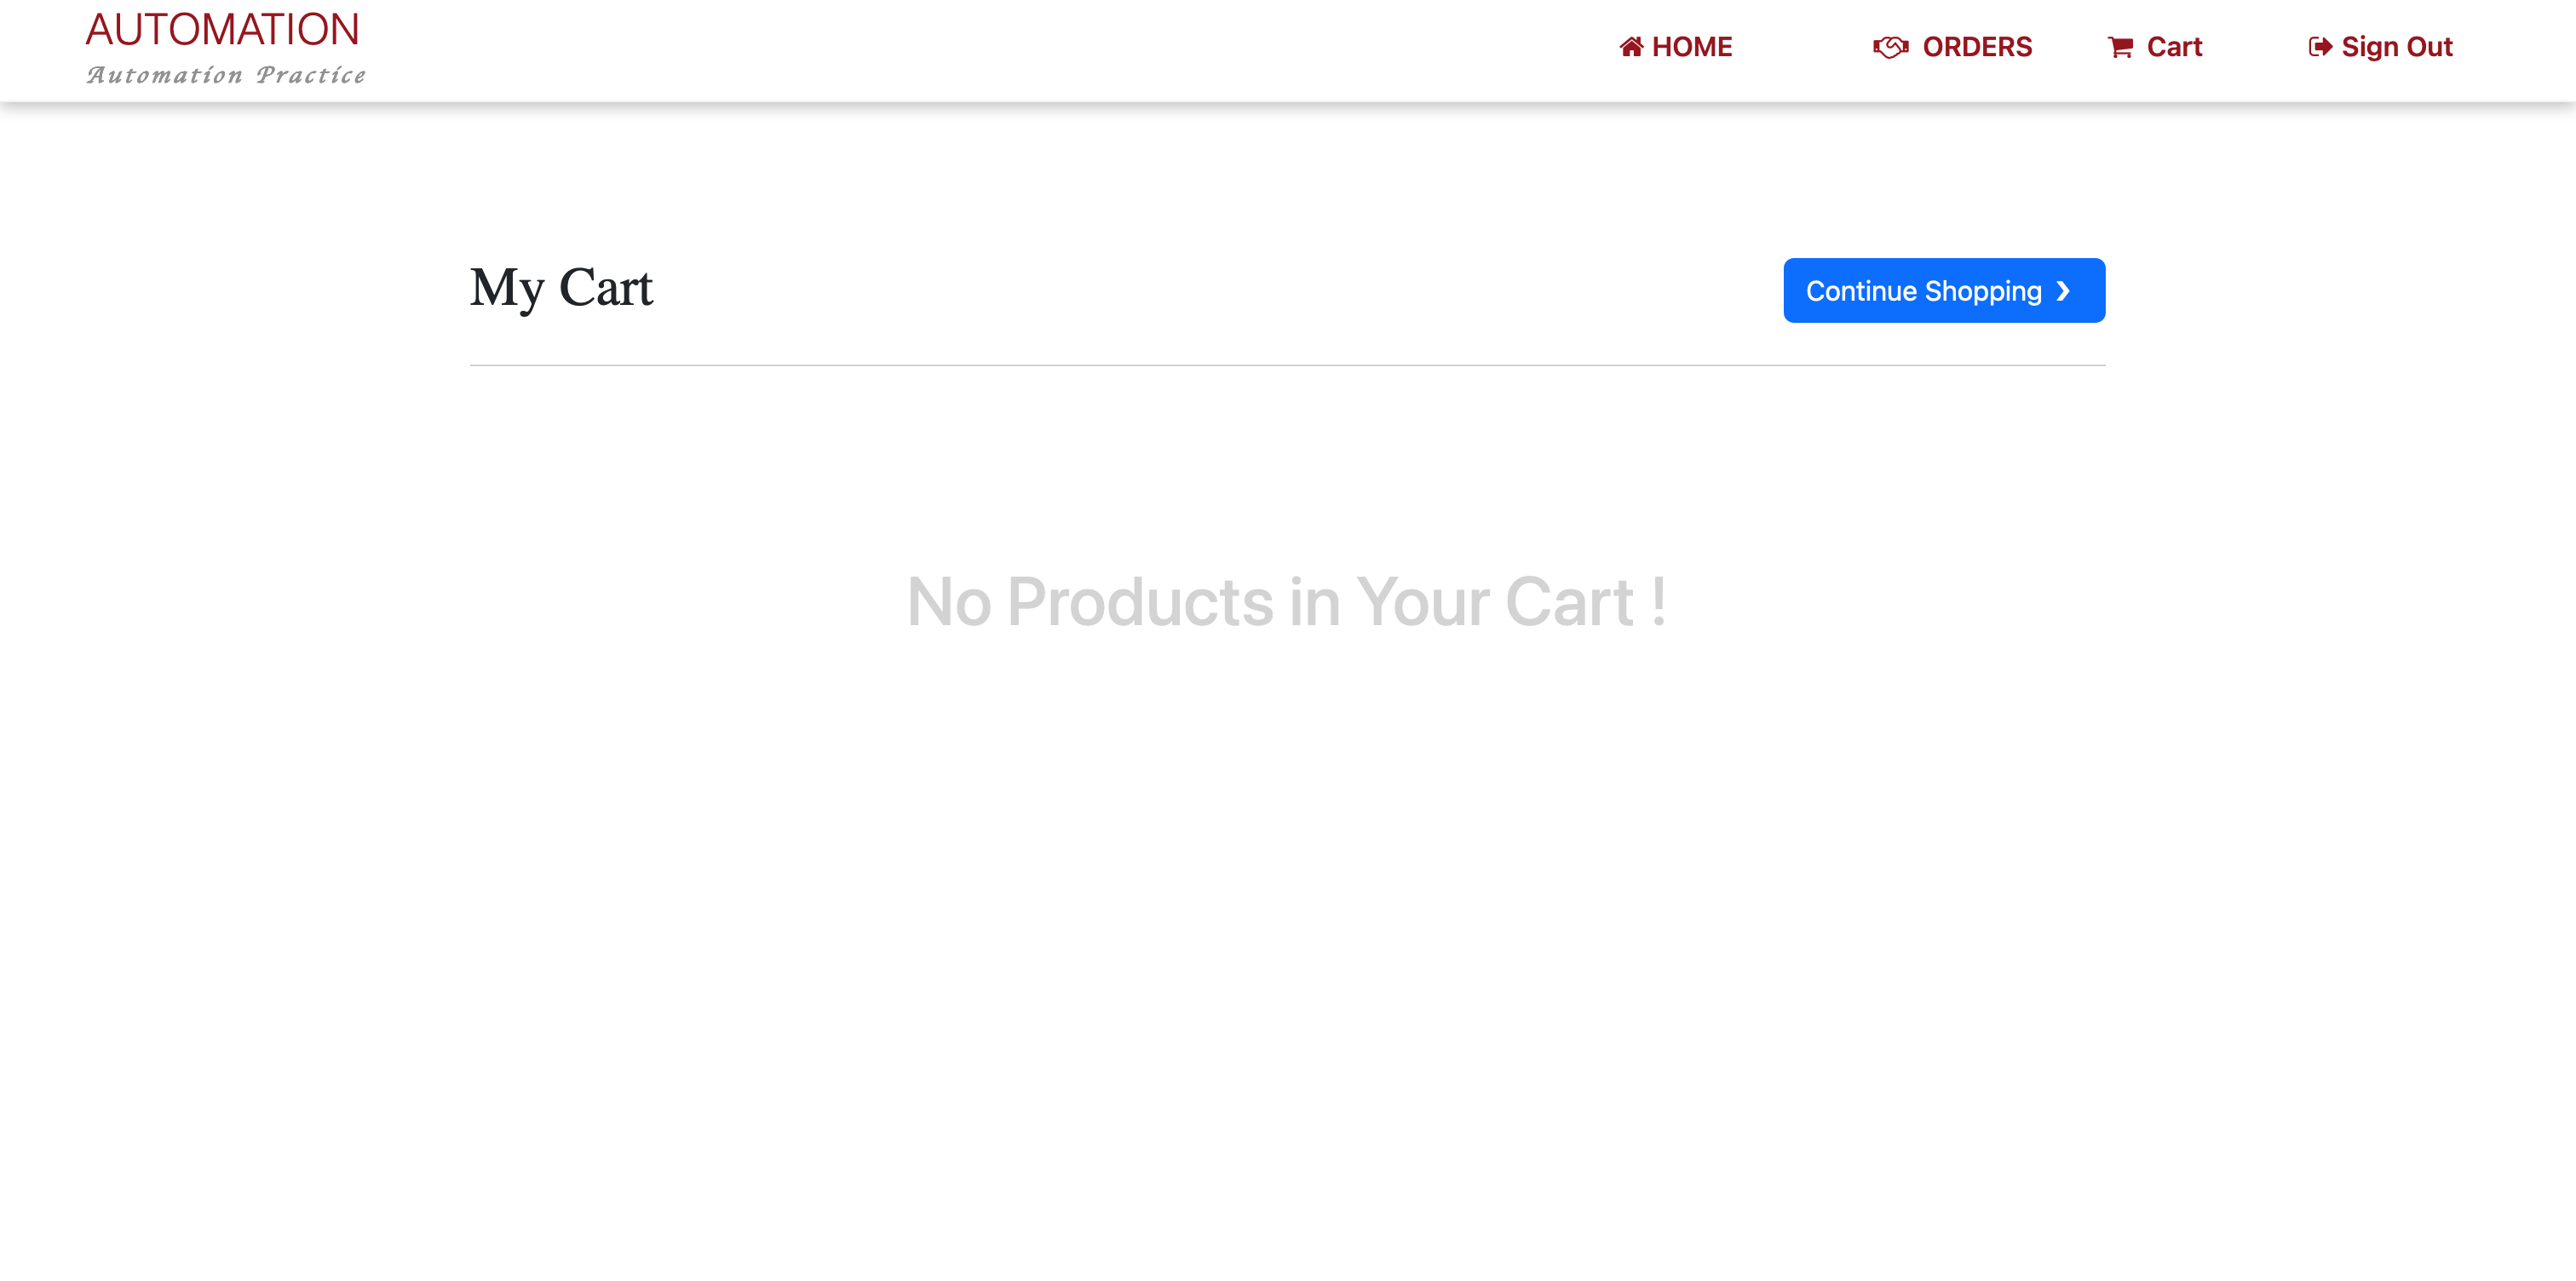 AUTOMATION
Automation Practice
HOME
ORDERS
Cart
Sign Out
My Cart
Continue Shopping ❯
No Products in Your Cart !